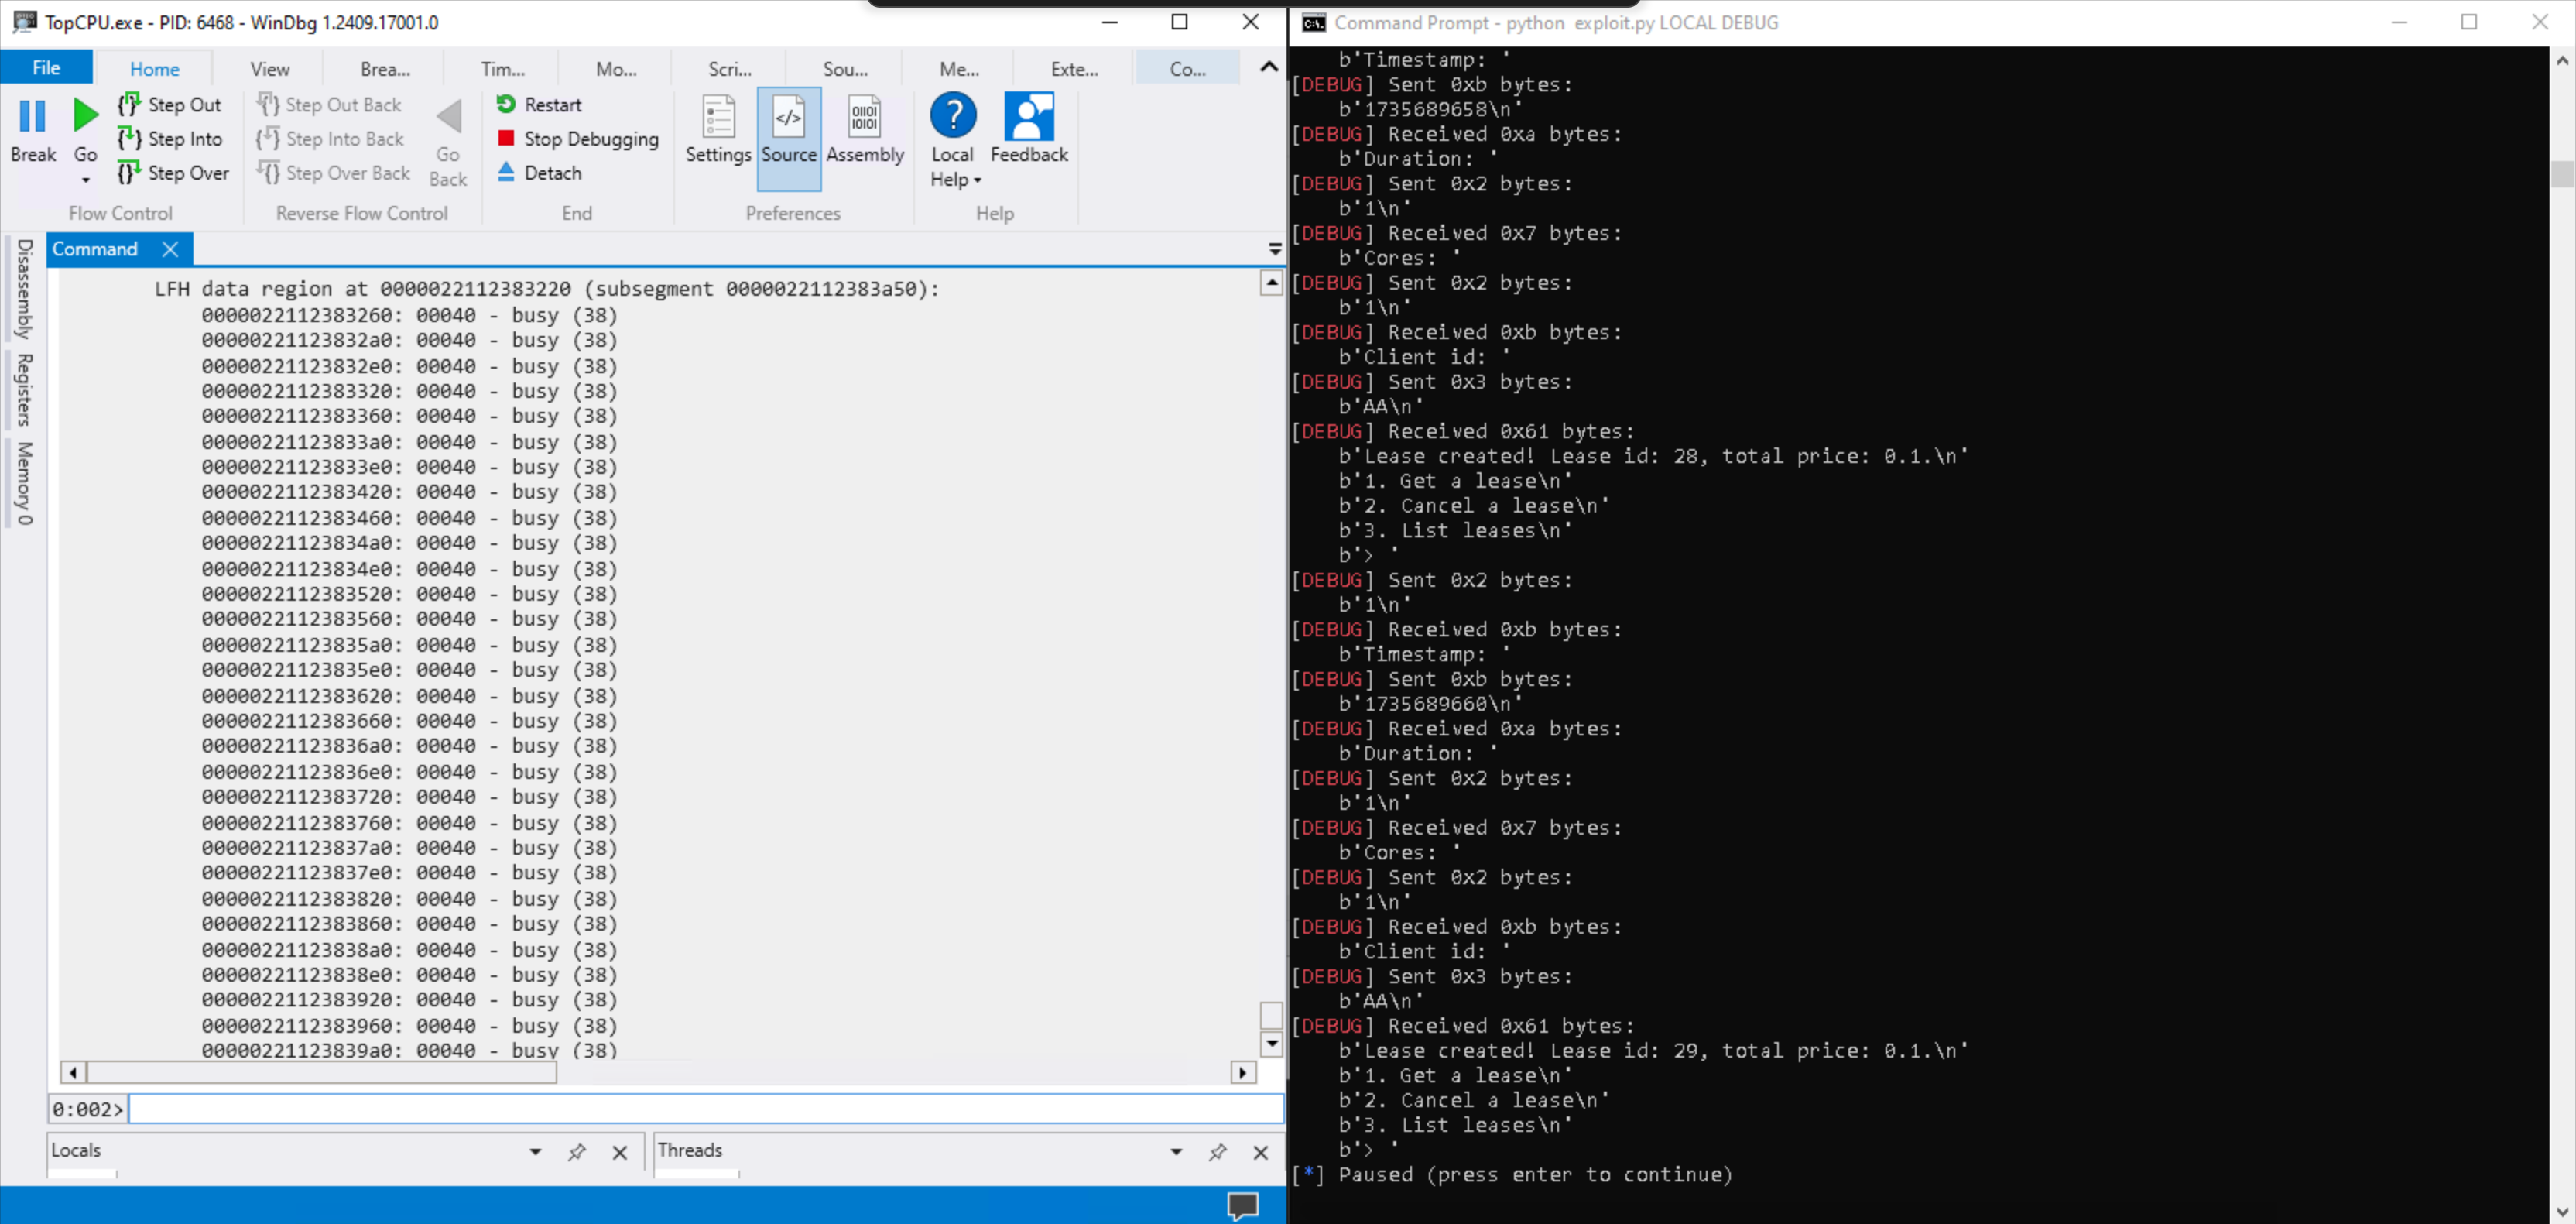 TopCPU.exe - PID: 6468 - WinDbg 1.2409.17001.0
File Home View Brea... Tim... Mo... Scri... Sou... Me... Exte... Co...
Break
Go
Step Out
Step Into
Step Over
Flow Control
Step Out Back
Step Into Back
Step Over Back
Go Back
Reverse Flow Control
Restart
Stop Debugging
Detach
End
Settings
Source
Assembly
Preferences
Local Help
Feedback
Help
Disassembly
Registers
Memory 0
Command
LFH data region at 0000022112383220 (subsegment 0000022112383a50):
0000022112383260: 00040 - busy (38)
00000221123832a0: 00040 - busy (38)
00000221123832e0: 00040 - busy (38)
0000022112383320: 00040 - busy (38)
0000022112383360: 00040 - busy (38)
00000221123833a0: 00040 - busy (38)
00000221123833e0: 00040 - busy (38)
0000022112383420: 00040 - busy (38)
0000022112383460: 00040 - busy (38)
00000221123834a0: 00040 - busy (38)
00000221123834e0: 00040 - busy (38)
0000022112383520: 00040 - busy (38)
0000022112383560: 00040 - busy (38)
00000221123835a0: 00040 - busy (38)
00000221123835e0: 00040 - busy (38)
0000022112383620: 00040 - busy (38)
0000022112383660: 00040 - busy (38)
00000221123836a0: 00040 - busy (38)
00000221123836e0: 00040 - busy (38)
0000022112383720: 00040 - busy (38)
0000022112383760: 00040 - busy (38)
00000221123837a0: 00040 - busy (38)
00000221123837e0: 00040 - busy (38)
0000022112383820: 00040 - busy (38)
0000022112383860: 00040 - busy (38)
00000221123838a0: 00040 - busy (38)
00000221123838e0: 00040 - busy (38)
0000022112383920: 00040 - busy (38)
0000022112383960: 00040 - busy (38)
00000221123839a0: 00040 - busy (38)
0:002>
Locals
Threads
Command Prompt - python  exploit.py LOCAL DEBUG
b'Timestamp: '
[DEBUG] Sent 0xb bytes:
b'1735689658\n'
[DEBUG] Received 0xa bytes:
b'Duration: '
[DEBUG] Sent 0x2 bytes:
b'1\n'
[DEBUG] Received 0x7 bytes:
b'Cores: '
[DEBUG] Sent 0x2 bytes:
b'1\n'
[DEBUG] Received 0xb bytes:
b'Client id: '
[DEBUG] Sent 0x3 bytes:
b'AA\n'
[DEBUG] Received 0x61 bytes:
b'Lease created! Lease id: 28, total price: 0.1.\n'
b'1. Get a lease\n'
b'2. Cancel a lease\n'
b'3. List leases\n'
b'> '
[DEBUG] Sent 0x2 bytes:
b'1\n'
[DEBUG] Received 0xb bytes:
b'Timestamp: '
[DEBUG] Sent 0xb bytes:
b'1735689660\n'
[DEBUG] Received 0xa bytes:
b'Duration: '
[DEBUG] Sent 0x2 bytes:
b'1\n'
[DEBUG] Received 0x7 bytes:
b'Cores: '
[DEBUG] Sent 0x2 bytes:
b'1\n'
[DEBUG] Received 0xb bytes:
b'Client id: '
[DEBUG] Sent 0x3 bytes:
b'AA\n'
[DEBUG] Received 0x61 bytes:
b'Lease created! Lease id: 29, total price: 0.1.\n'
b'1. Get a lease\n'
b'2. Cancel a lease\n'
b'3. List leases\n'
b'> '
[*] Paused (press enter to continue)